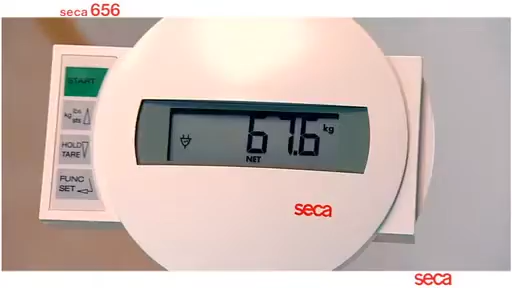 seca 656
START
lbs
kg sts
HOLD
TARE
FUNC
SET
67.6 kg
NET
seca
seca